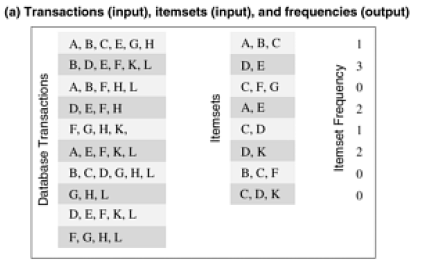 (a) Transactions (input), itemsets (input), and frequencies (output)
Database Transactions
A, B, C, E, G, H
B, D, E, F, K, L
A, B, F, H, L
D, E, F, H
F, G, H, K,
A, E, F, K, L
B, C, D, G, H, L
G, H, L
D, E, F, K, L
F, G, H, L
Itemsets
A, B, C
D, E
C, F, G
A, E
C, D
D, K
B, C, F
C, D, K
Itemset Frequency
1
3
0
2
1
2
0
0